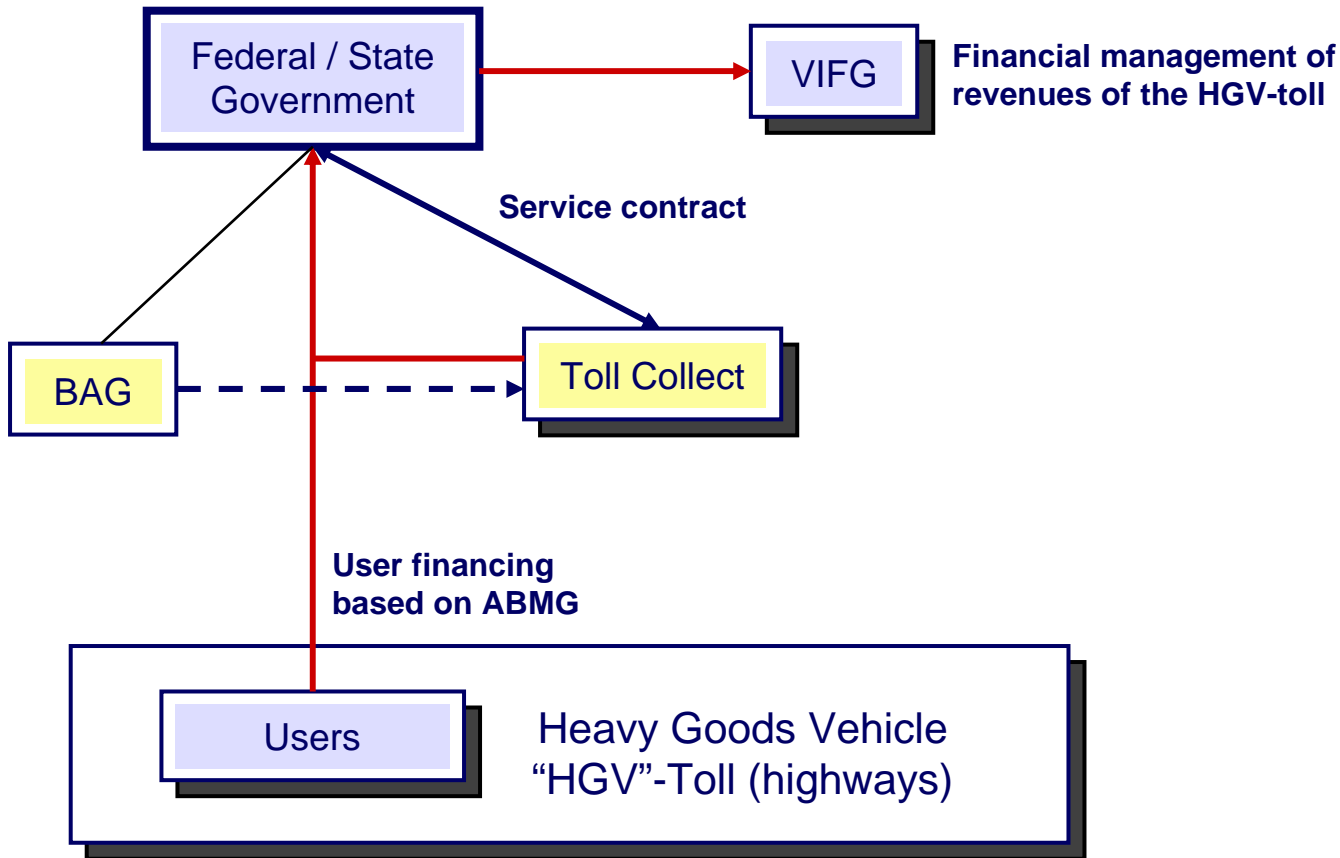 Federal / State
Government
VIFG
Financial management of
revenues of the HGV-toll
Service contract
BAG
Toll Collect
User financing
based on ABMG
Users
Heavy Goods Vehicle
“HGV”-Toll (highways)